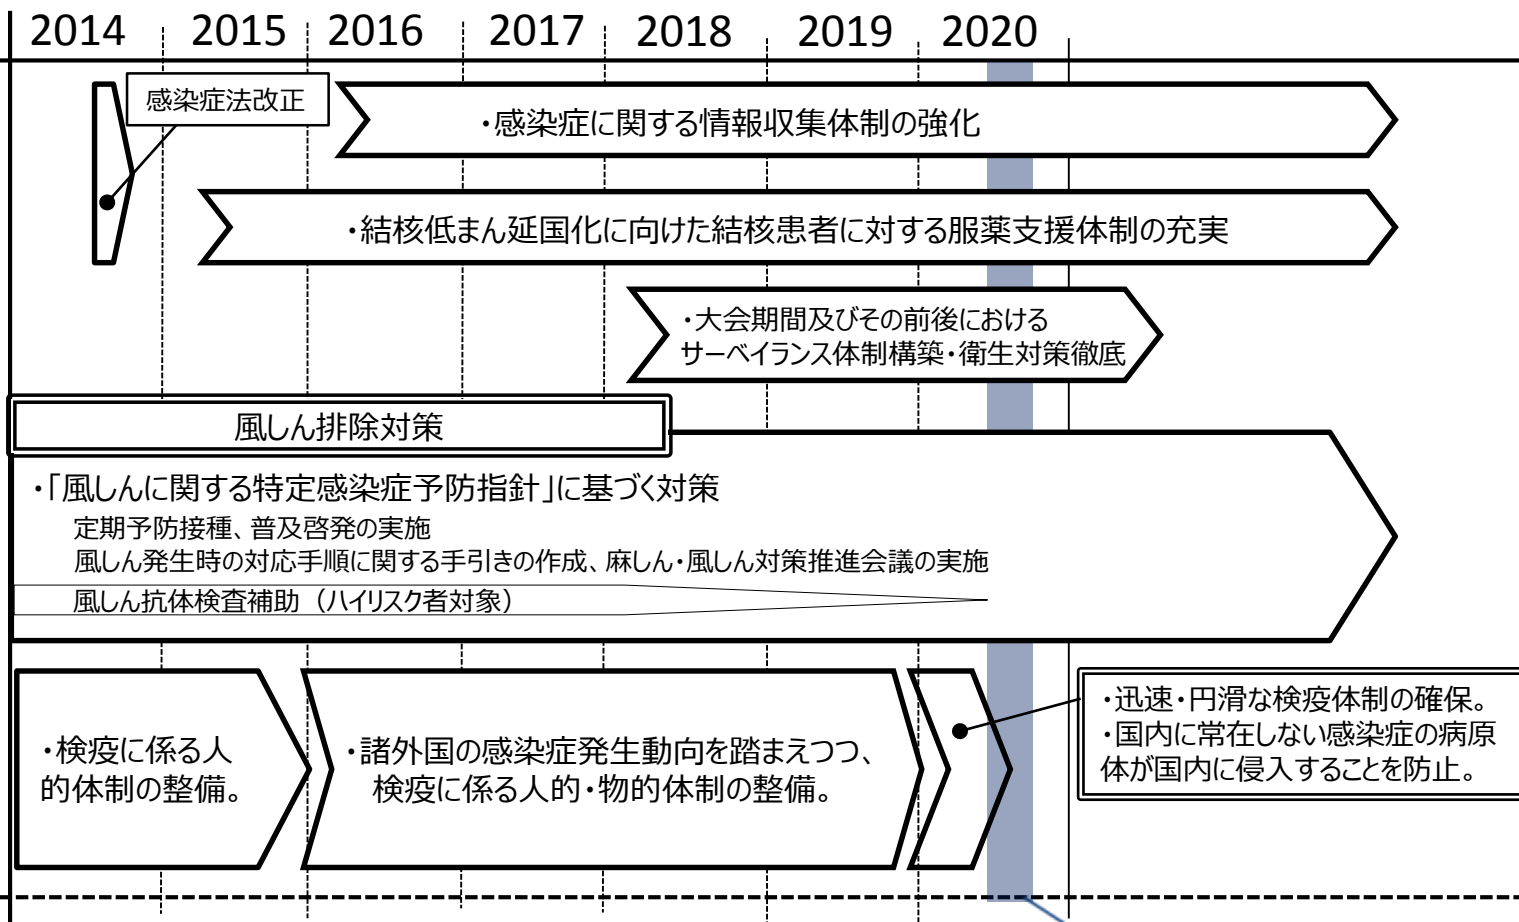 2014 2015 2016 2017 2018 2019 2020
感染症法改正
・感染症に関する情報収集体制の強化
・結核低まん延国化に向けた結核患者に対する服薬支援体制の充実
・大会期間及びその前後における
サーベイランス体制構築・衛生対策徹底
風しん排除対策
・「風しんに関する特定感染症予防指針」に基づく対策
定期予防接種、普及啓発の実施
風しん発生時の対応手順に関する手引きの作成、麻しん・風しん対策推進会議の実施
風しん抗体検査補助（ハイリスク者対象）
・検疫に係る人
的体制の整備。
・諸外国の感染症発生動向を踏まえつつ、
検疫に係る人的・物的体制の整備。
・迅速・円滑な検疫体制の確保。
・国内に常在しない感染症の病原
体が国内に侵入することを防止。